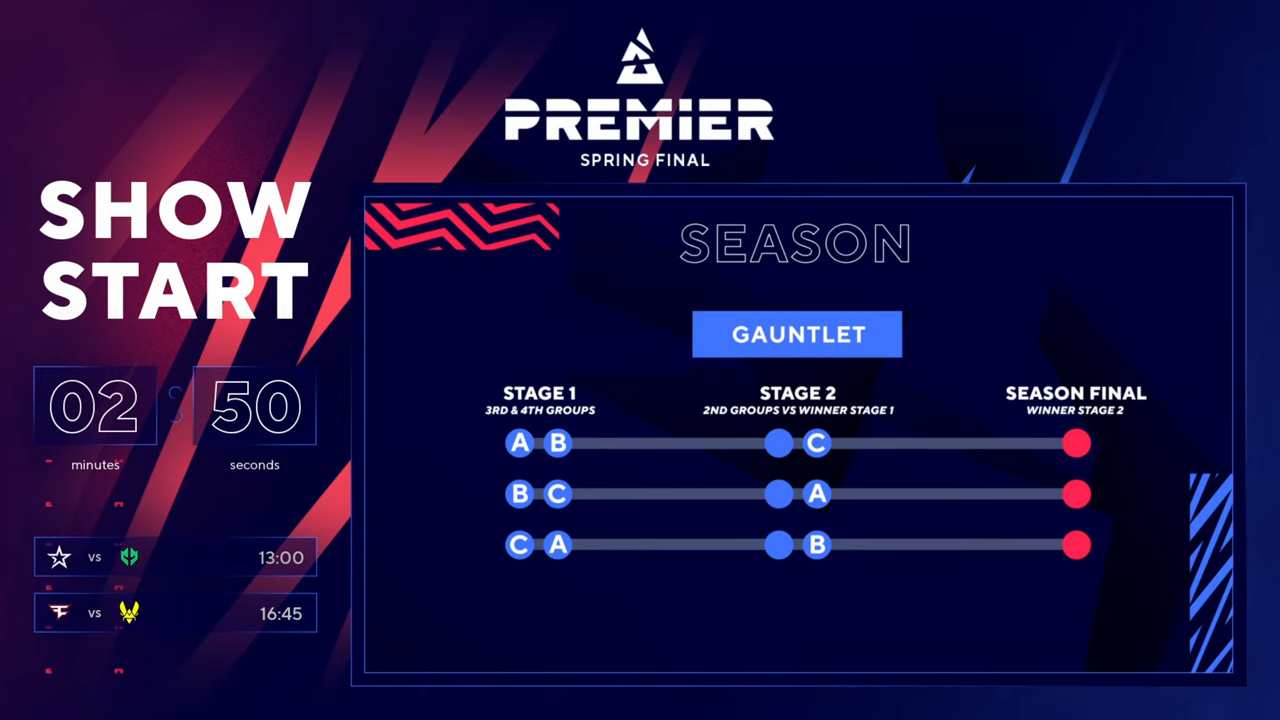 PREMIER
SPRING FINAL
SHOW
START
02 : 50
minutes
seconds
vs 13:00
vs 16:45
SEASON
GAUNTLET
STAGE 1
3RD & 4TH GROUPS
STAGE 2
2ND GROUPS VS WINNER STAGE 1
SEASON FINAL
WINNER STAGE 2
A B C
B C A
C A B